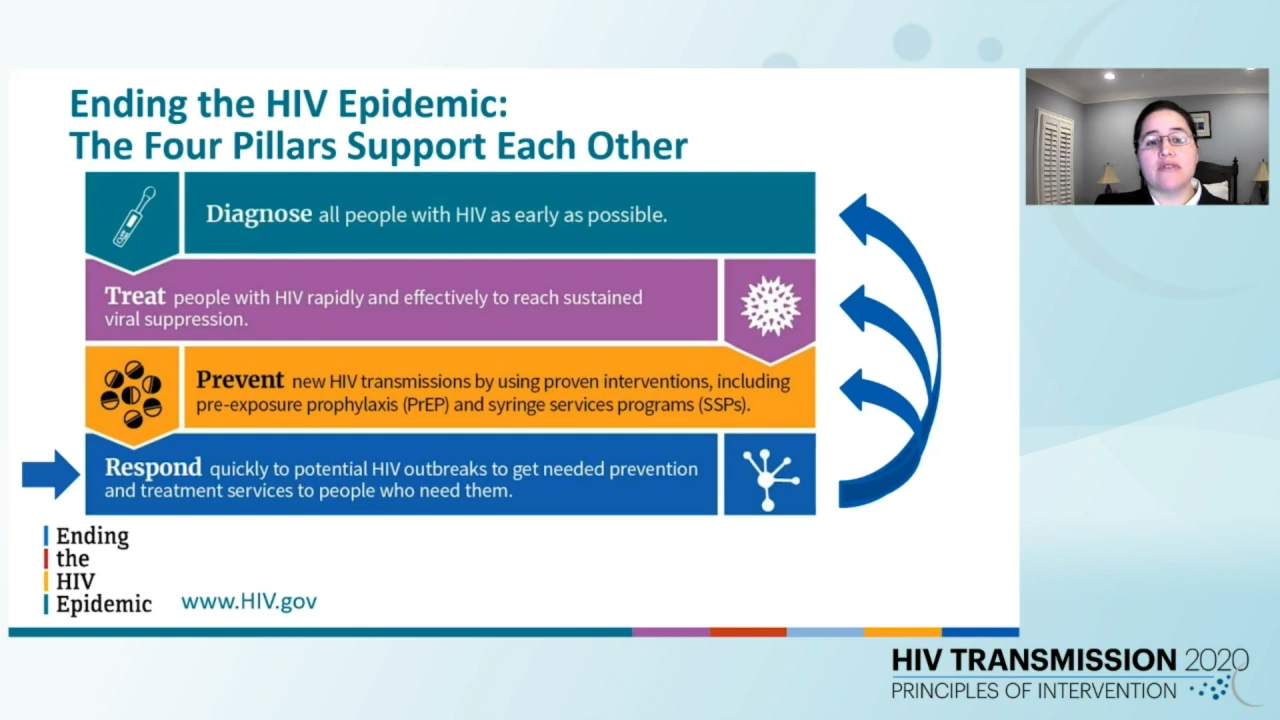 Ending the HIV Epidemic:
The Four Pillars Support Each Other
Diagnose all people with HIV as early as possible.
Treat people with HIV rapidly and effectively to reach sustained
viral suppression.
Prevent new HIV transmissions by using proven interventions, including
pre-exposure prophylaxis (PrEP) and syringe services programs (SSPs).
Respond quickly to potential HIV outbreaks to get needed prevention
and treatment services to people who need them.
Ending
the
HIV
Epidemic
www.HIV.gov
HIV TRANSMISSION 2020
PRINCIPLES OF INTERVENTION